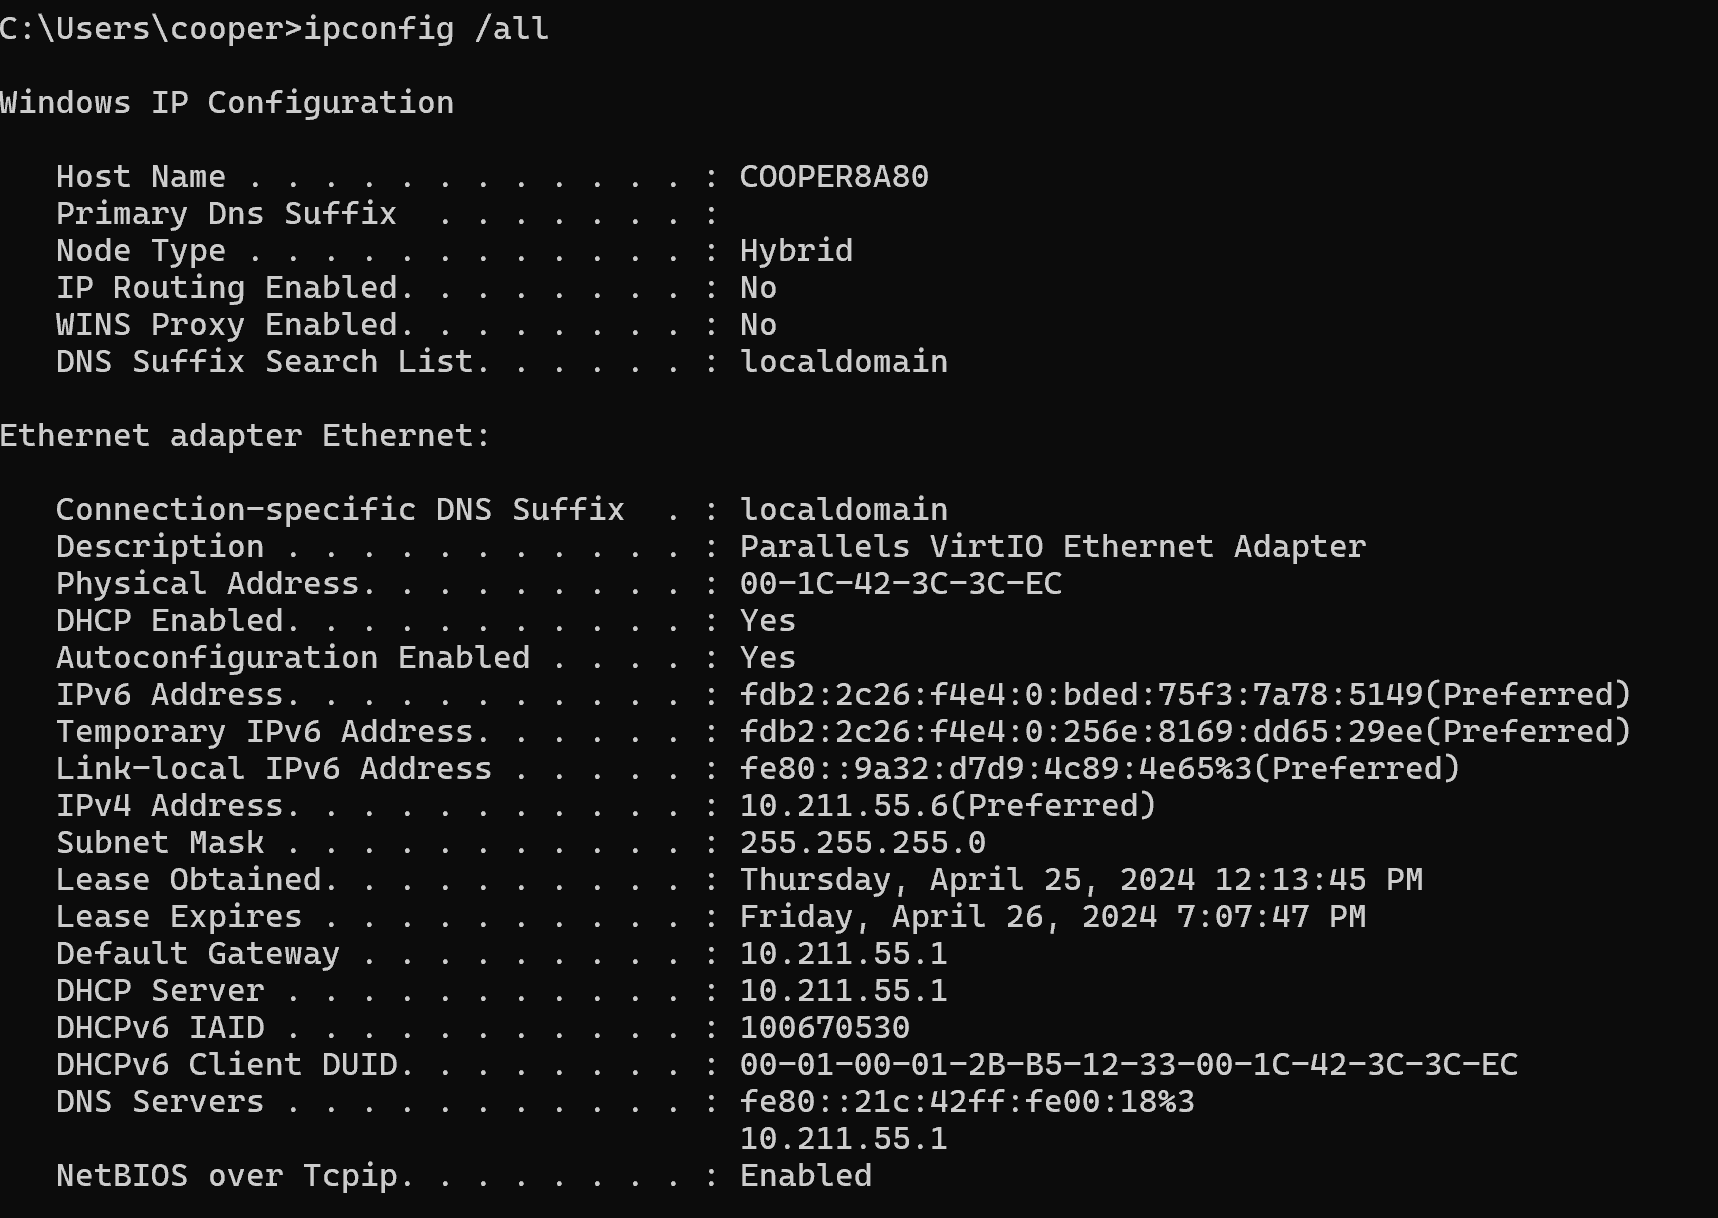 C:\Users\cooper>ipconfig /all
Windows IP Configuration
Host Name . . . . . . . . . . . . : COOPER8A80
Primary Dns Suffix  . . . . . . . :
Node Type . . . . . . . . . . . . : Hybrid
IP Routing Enabled. . . . . . . . : No
WINS Proxy Enabled. . . . . . . . : No
DNS Suffix Search List. . . . . . : localdomain
Ethernet adapter Ethernet:
Connection-specific DNS Suffix  . : localdomain
Description . . . . . . . . . . . : Parallels VirtIO Ethernet Adapter
Physical Address. . . . . . . . . : 00-1C-42-3C-3C-EC
DHCP Enabled. . . . . . . . . . . : Yes
Autoconfiguration Enabled . . . . : Yes
IPv6 Address. . . . . . . . . . . : fdb2:2c26:f4e4:0:bded:75f3:7a78:5149(Preferred)
Temporary IPv6 Address. . . . . . : fdb2:2c26:f4e4:0:256e:8169:dd65:29ee(Preferred)
Link-local IPv6 Address . . . . . : fe80::9a32:d7d9:4c89:4e65%3(Preferred)
IPv4 Address. . . . . . . . . . . : 10.211.55.6(Preferred)
Subnet Mask . . . . . . . . . . . : 255.255.255.0
Lease Obtained. . . . . . . . . . : Thursday, April 25, 2024 12:13:45 PM
Lease Expires . . . . . . . . . . : Friday, April 26, 2024 7:07:47 PM
Default Gateway . . . . . . . . . : 10.211.55.1
DHCP Server . . . . . . . . . . . : 10.211.55.1
DHCPv6 IAID . . . . . . . . . . . : 100670530
DHCPv6 Client DUID. . . . . . . . : 00-01-00-01-2B-B5-12-33-00-1C-42-3C-3C-EC
DNS Servers . . . . . . . . . . . : fe80::21c:42ff:fe00:18%3
10.211.55.1
NetBIOS over Tcpip. . . . . . . . : Enabled